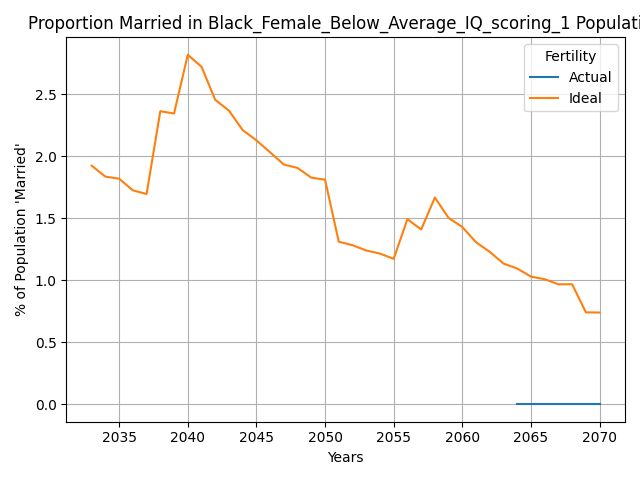 Proportion Married in Black_Female_Below_Average_IQ_scoring_1 Populati
Fertility
Actual
Ideal
% of Population 'Married'
2.5
2.0
1.5
1.0
0.5
0.0
2035 2040 2045 2050 2055 2060 2065 2070
Years